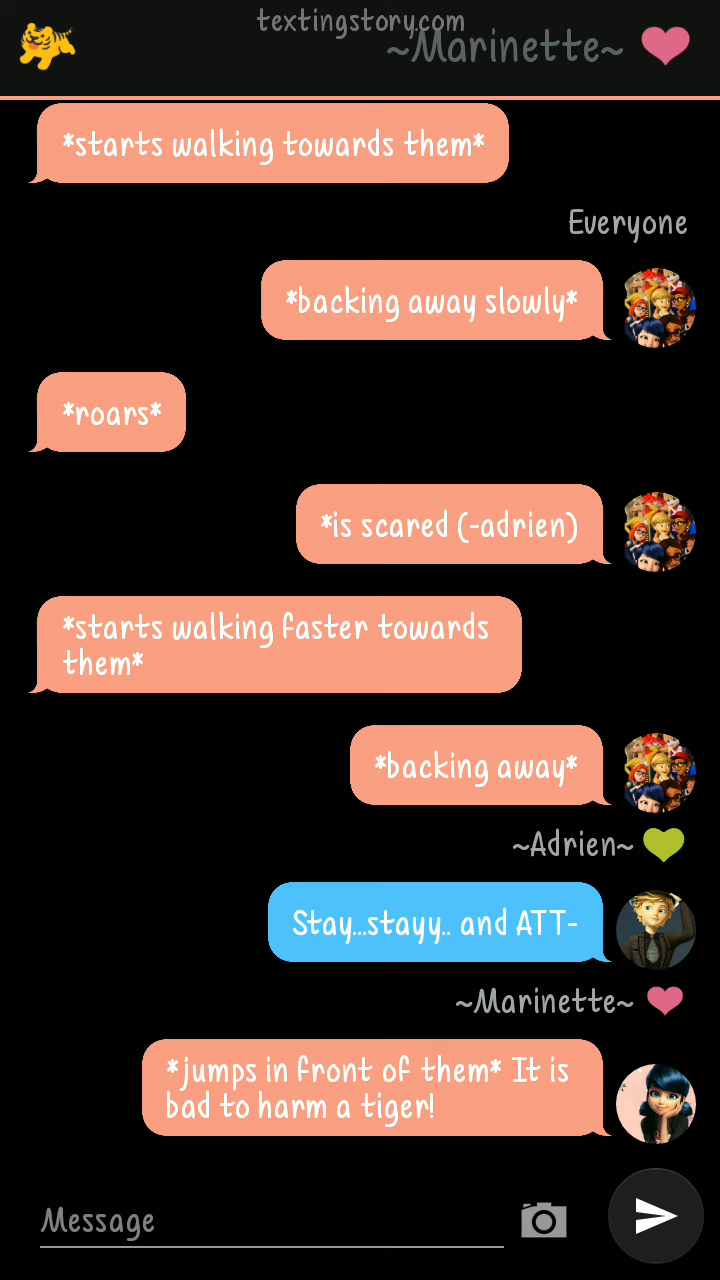 textingstory.com
~Marinette~
*starts walking towards them*
Everyone
*backing away slowly*
*roars*
*is scared (-adrien)
*starts walking faster towards
them*
*backing away*
~Adrien~
Stay...stayy.. and ATT-
~Marinette~
*jumps in front of them* It is
bad to harm a tiger!
Message